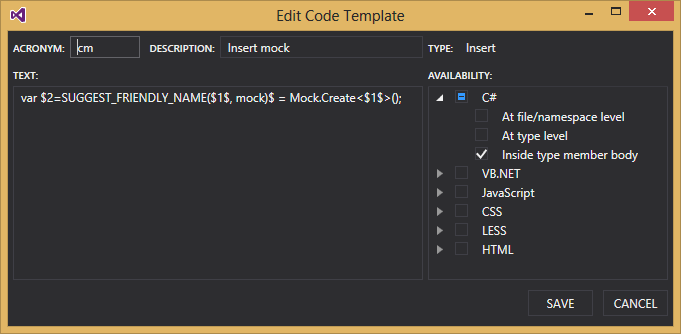 Edit Code Template
ACRONYM: cm DESCRIPTION: Insert mock TYPE: Insert
TEXT:
var $2=SUGGEST_FRIENDLY_NAME($1$, mock)$ = Mock.Create<$1$>();
AVAILABILITY:
C#
At file/namespace level
At type level
Inside type member body
VB.NET
JavaScript
CSS
LESS
HTML
SAVE CANCEL